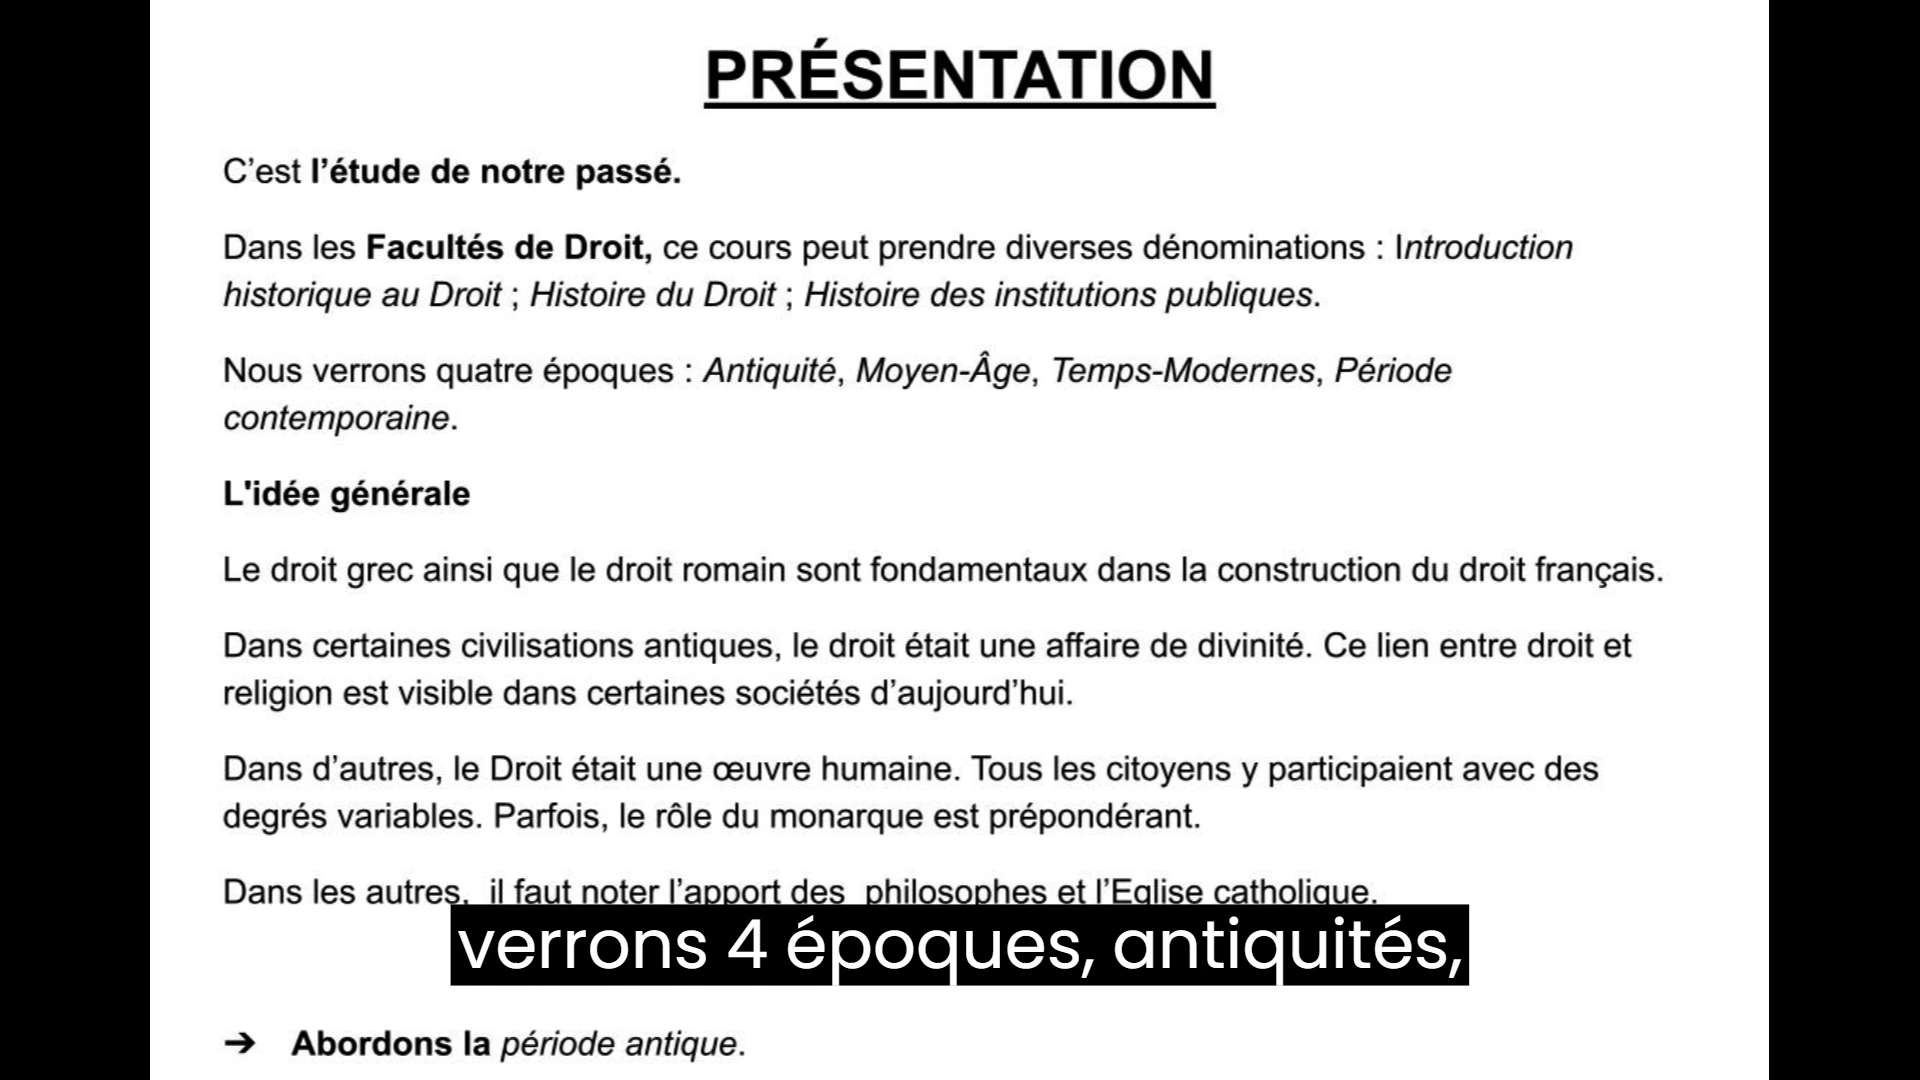 PRÉSENTATION
C’est l’étude de notre passé.
Dans les Facultés de Droit, ce cours peut prendre diverses dénominations : Introduction
historique au Droit ; Histoire du Droit ; Histoire des institutions publiques.
Nous verrons quatre époques : Antiquité, Moyen-Âge, Temps-Modernes, Période
contemporaine.
L'idée générale
Le droit grec ainsi que le droit romain sont fondamentaux dans la construction du droit français.
Dans certaines civilisations antiques, le droit était une affaire de divinité. Ce lien entre droit et
religion est visible dans certaines sociétés d’aujourd’hui.
Dans d’autres, le Droit était une œuvre humaine. Tous les citoyens y participaient avec des
degrés variables. Parfois, le rôle du monarque est prépondérant.
Dans les autres, il faut noter l’apport des philosophes et l’Eglise catholique.
verrons 4 époques, antiquités,
➔ Abordons la période antique.